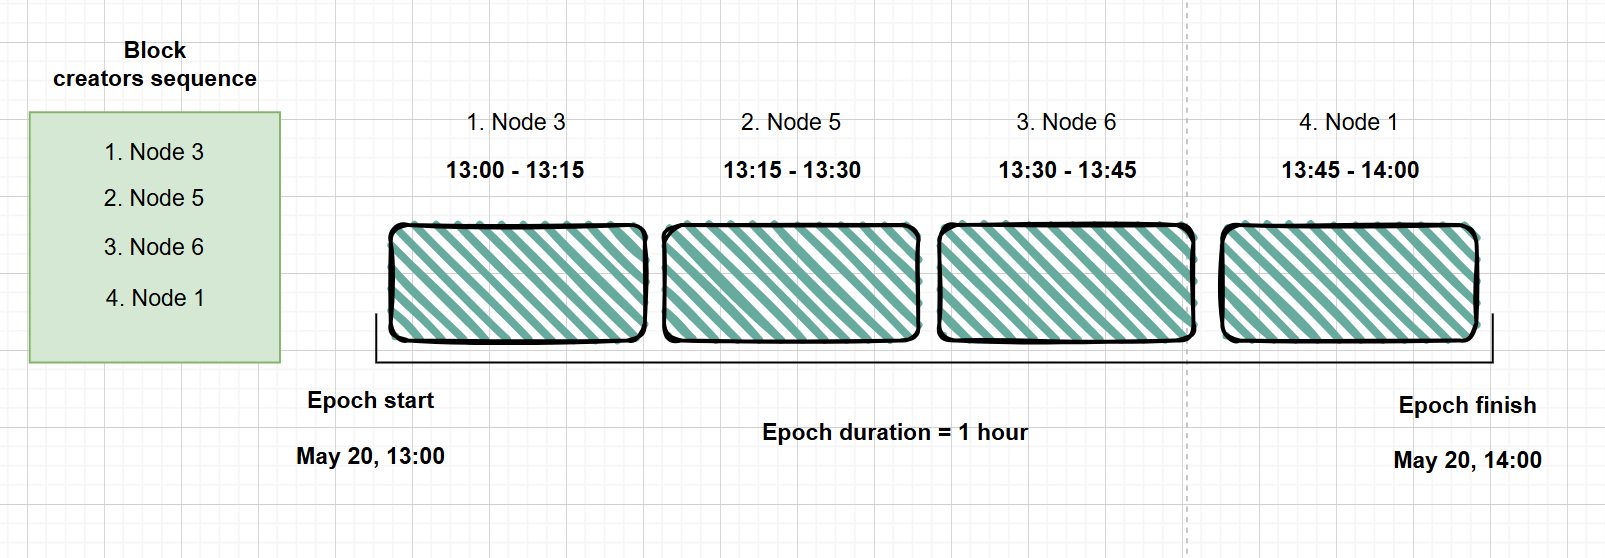 Block
creators sequence
1. Node 3
2. Node 5
3. Node 6
4. Node 1
1. Node 3
13:00 - 13:15
2. Node 5
13:15 - 13:30
3. Node 6
13:30 - 13:45
4. Node 1
13:45 - 14:00
Epoch start
May 20, 13:00
Epoch duration = 1 hour
Epoch finish
May 20, 14:00